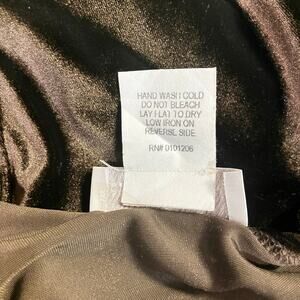 HAND WASH COLD
DO NOT BLEACH
LAY FLAT TO DRY
LOW IRON ON
REVERSE SIDE.
RN# 0101206